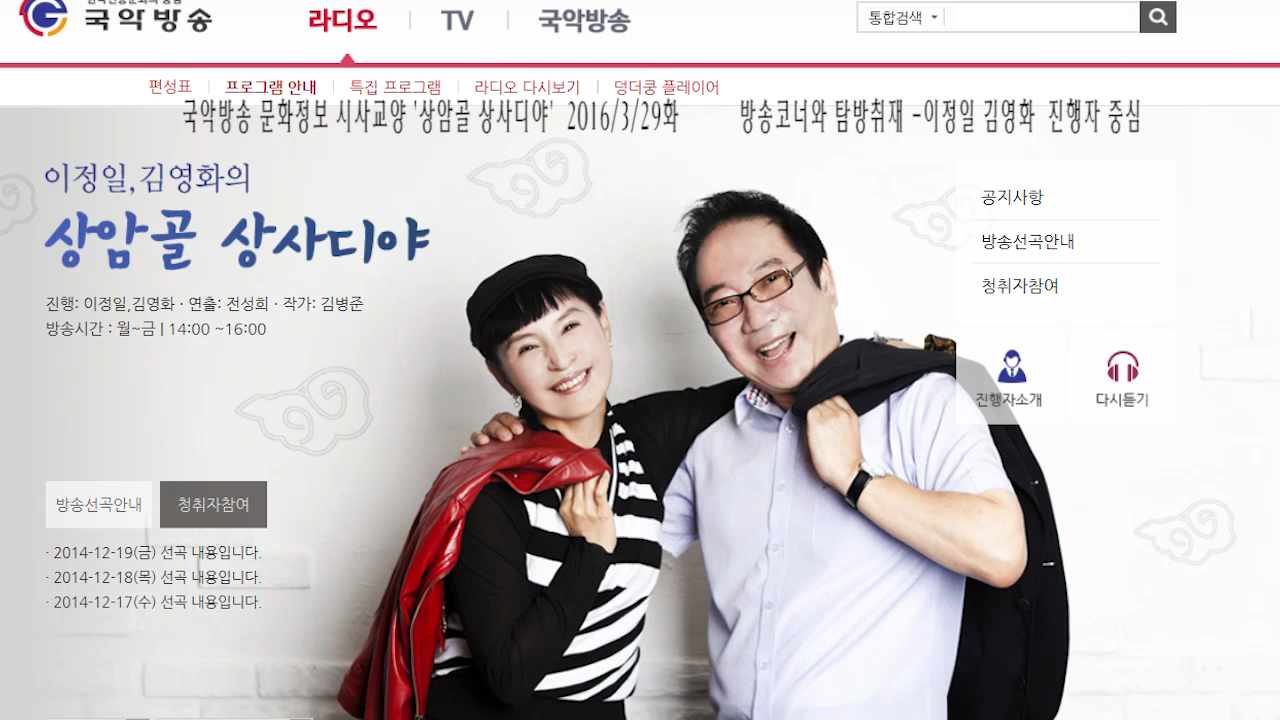 국악방송
라디오 | TV | 국악방송
통합검색
편성표 | 프로그램 안내 | 특집 프로그램 | 라디오 다시보기 | 덩더쿵 플레이어
국악방송 문화정보 시사교양 '상암골 상사디야' 2016/3/29화 방송코너와 탐방취재 -이정일 김영화 진행자 중심
이정일,김영화의
상암골 상사디야
진행: 이정일,김영화 · 연출: 전성희 · 작가: 김병준
방송시간 : 월~금 | 14:00 ~16:00
공지사항
방송선곡안내
청취자참여
진행자소개 다시듣기
방송선곡안내 청취자참여
· 2014-12-19(금) 선곡 내용입니다.
· 2014-12-18(목) 선곡 내용입니다.
· 2014-12-17(수) 선곡 내용입니다.